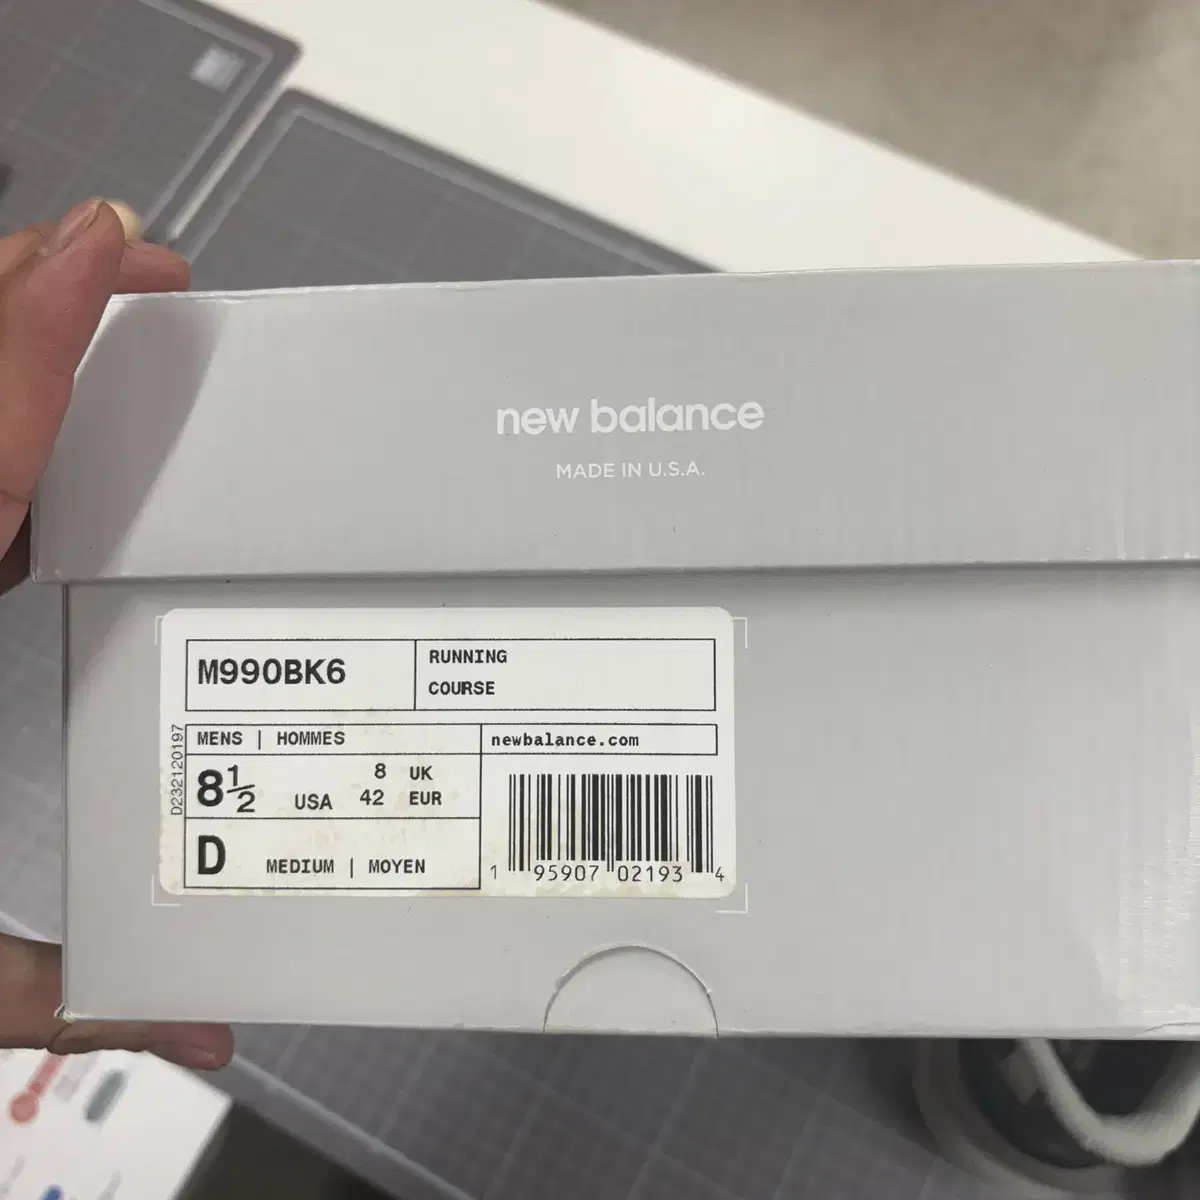 new balance
MADE IN U.S.A.
M990BK6
RUNNING
COURSE
D232120197
MENS | HOMMES
newbalance.com
8½ USA
8 UK
42 EUR
D MEDIUM | MOYEN
1 95907 02193 4